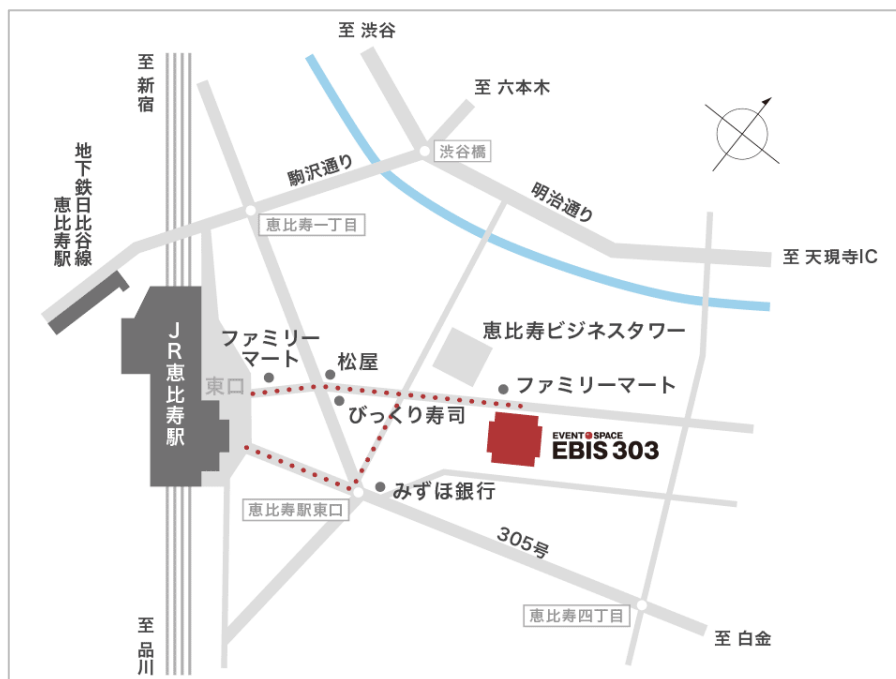 至 渋谷
至 新宿
至 六本木
渋谷橋
駒沢通り
地下鉄日比谷線
恵比寿駅
明治通り
恵比寿一丁目
至 天現寺IC
JR恵比寿駅
ファミリー
マート
松屋
恵比寿ビジネスタワー
東口
ファミリーマート
びっくり寿司
EVENT SPACE
EBIS 303
みずほ銀行
恵比寿駅東口
305号
恵比寿四丁目
至 品川
至 白金